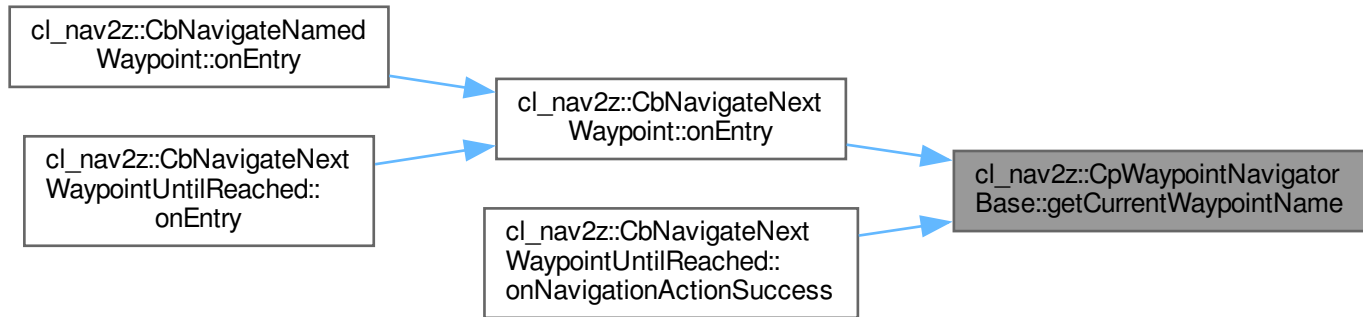 cl_nav2z::CbNavigateNamed
Waypoint::onEntry
cl_nav2z::CbNavigateNext
WaypointUntilReached::
onEntry
cl_nav2z::CbNavigateNext
Waypoint::onEntry
cl_nav2z::CbNavigateNext
WaypointUntilReached::
onNavigationActionSuccess
cl_nav2z::CpWaypointNavigator
Base::getCurrentWaypointName